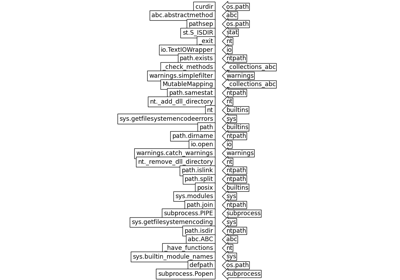 curdir os.path
abc.abstractmethod abc
pathsep os.path
st.S_ISDIR stat
_exit nt
io.TextIOWrapper io
path.exists ntpath
_check_methods _collections_abc
warnings.simplefilter warnings
MutableMapping _collections_abc
path.samestat ntpath
nt._add_dll_directory nt
nt builtins
sys.getfilesystemencodeerrors sys
path builtins
path.dirname ntpath
io.open io
warnings.catch_warnings warnings
nt._remove_dll_directory nt
path.islink ntpath
path.split ntpath
posix builtins
sys.modules sys
path.join ntpath
subprocess.PIPE subprocess
sys.getfilesystemencoding sys
path.isdir ntpath
abc.ABC abc
_have_functions nt
sys.builtin_module_names sys
defpath os.path
subprocess.Popen subprocess